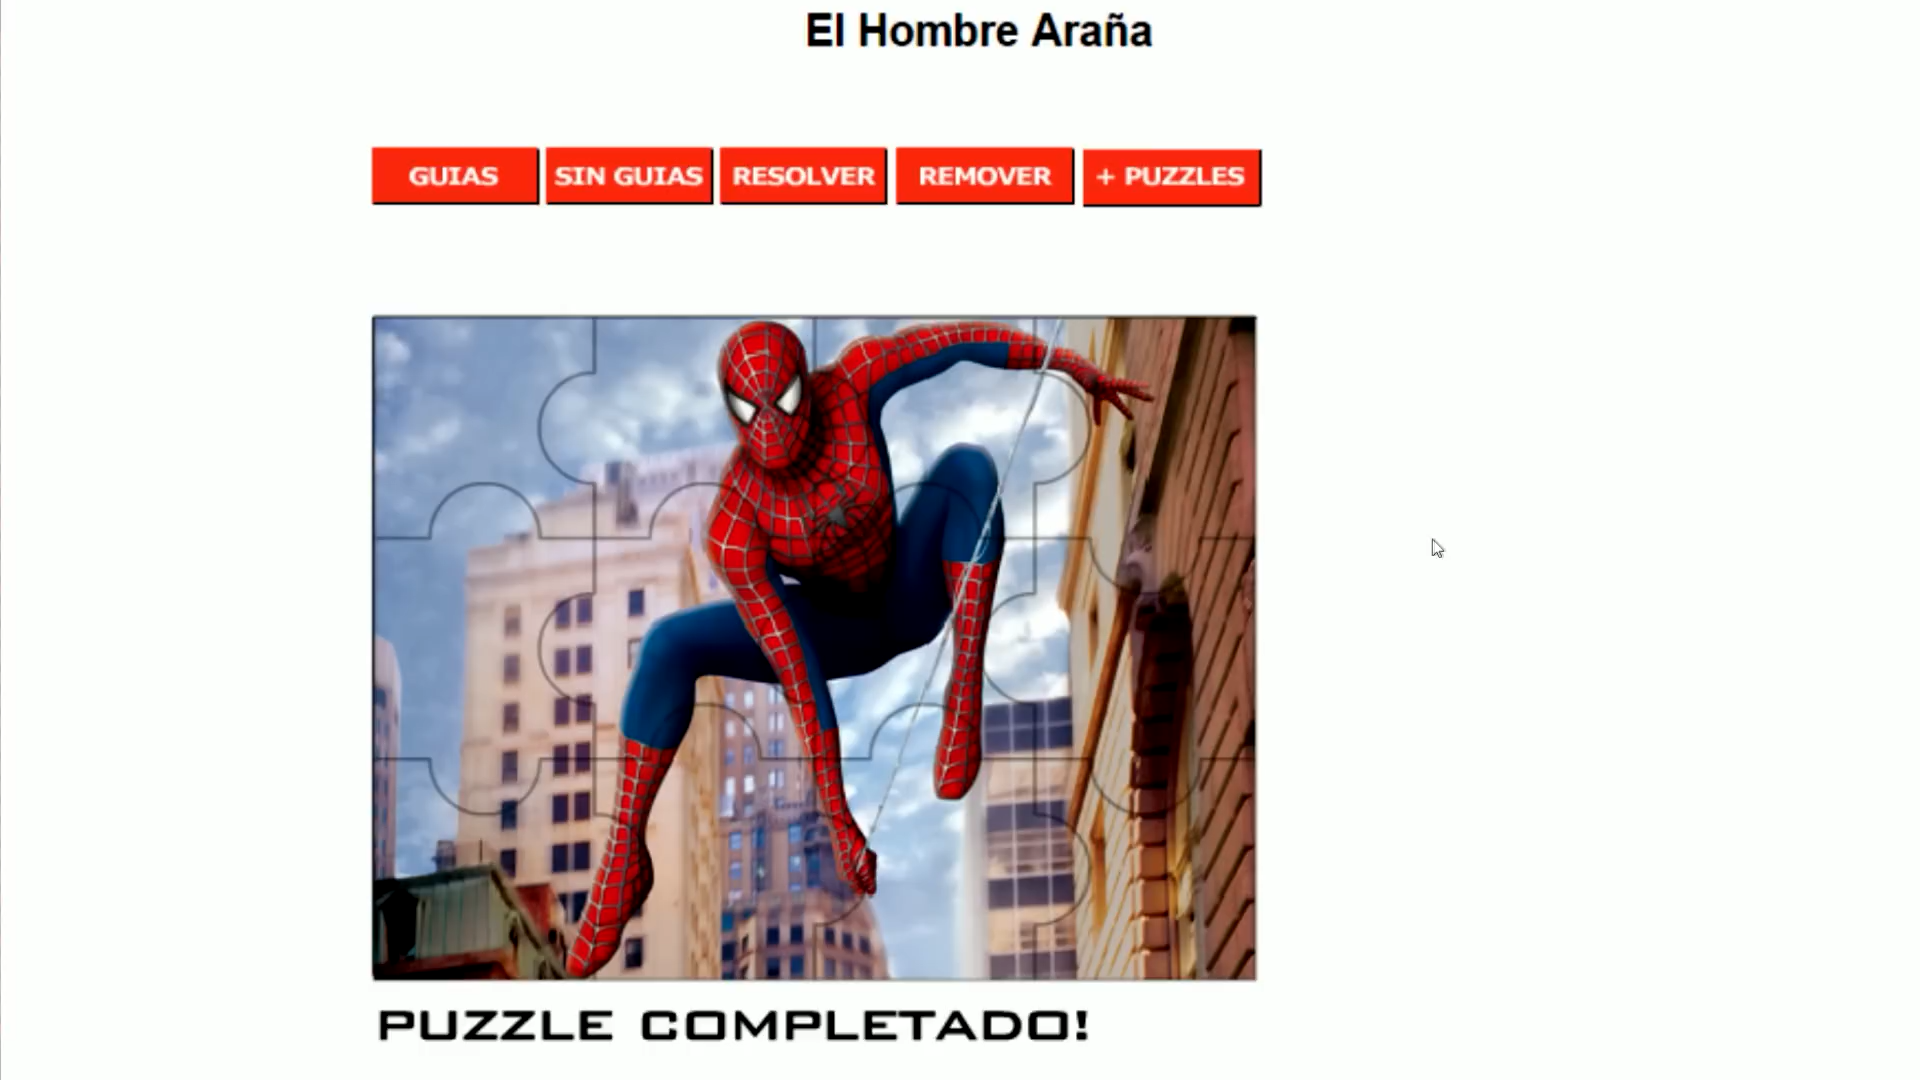 El Hombre Araña
GUIAS SIN GUIAS RESOLVER REMOVER + PUZZLES
PUZZLE COMPLETADO!